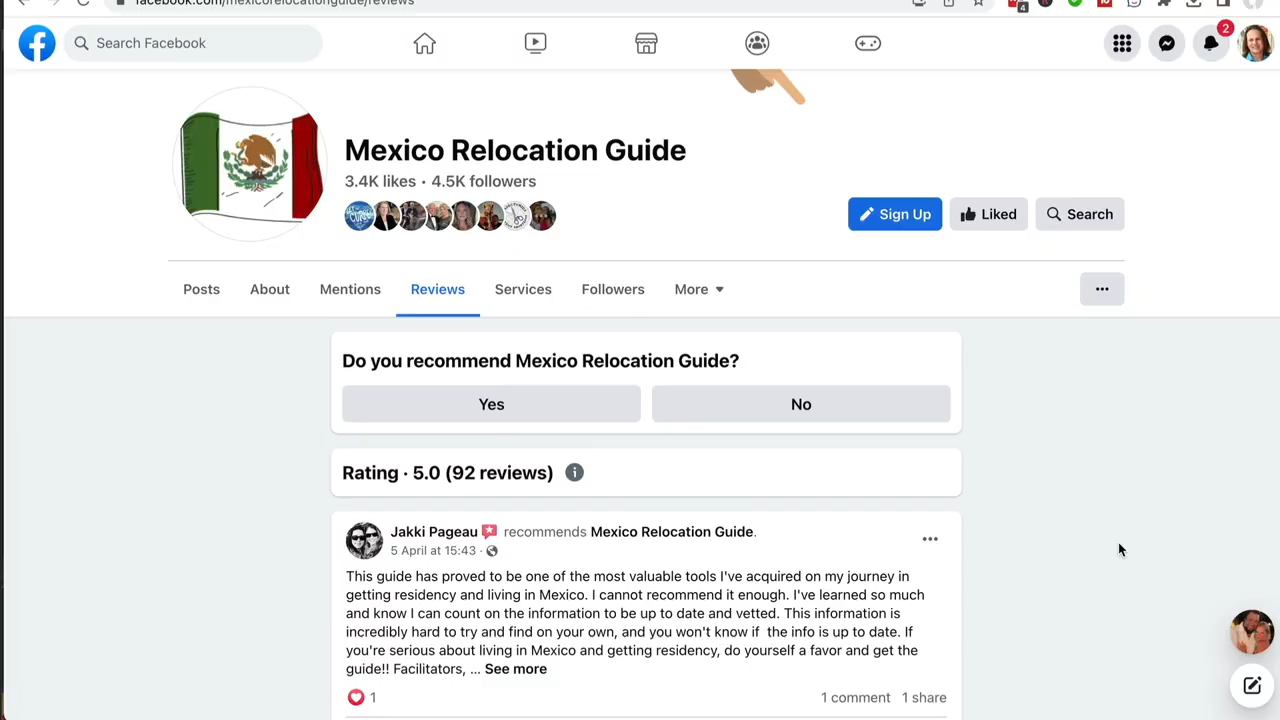 facebook.com/mexicorelocationguide/reviews
4
Search Facebook
2
Mexico Relocation Guide
3.4K likes · 4.5K followers
Sign Up
Liked
Search
Posts
About
Mentions
Reviews
Services
Followers
More
Do you recommend Mexico Relocation Guide?
Yes
No
Rating · 5.0 (92 reviews)
Jakki Pageau recommends Mexico Relocation Guide.
5 April at 15:43 ·
This guide has proved to be one of the most valuable tools I've acquired on my journey in
getting residency and living in Mexico. I cannot recommend it enough. I've learned so much
and know I can count on the information to be up to date and vetted. This information is
incredibly hard to try and find on your own, and you won't know if the info is up to date. If
you're serious about living in Mexico and getting residency, do yourself a favor and get the
guide!! Facilitators, ... See more
1
1 comment 1 share